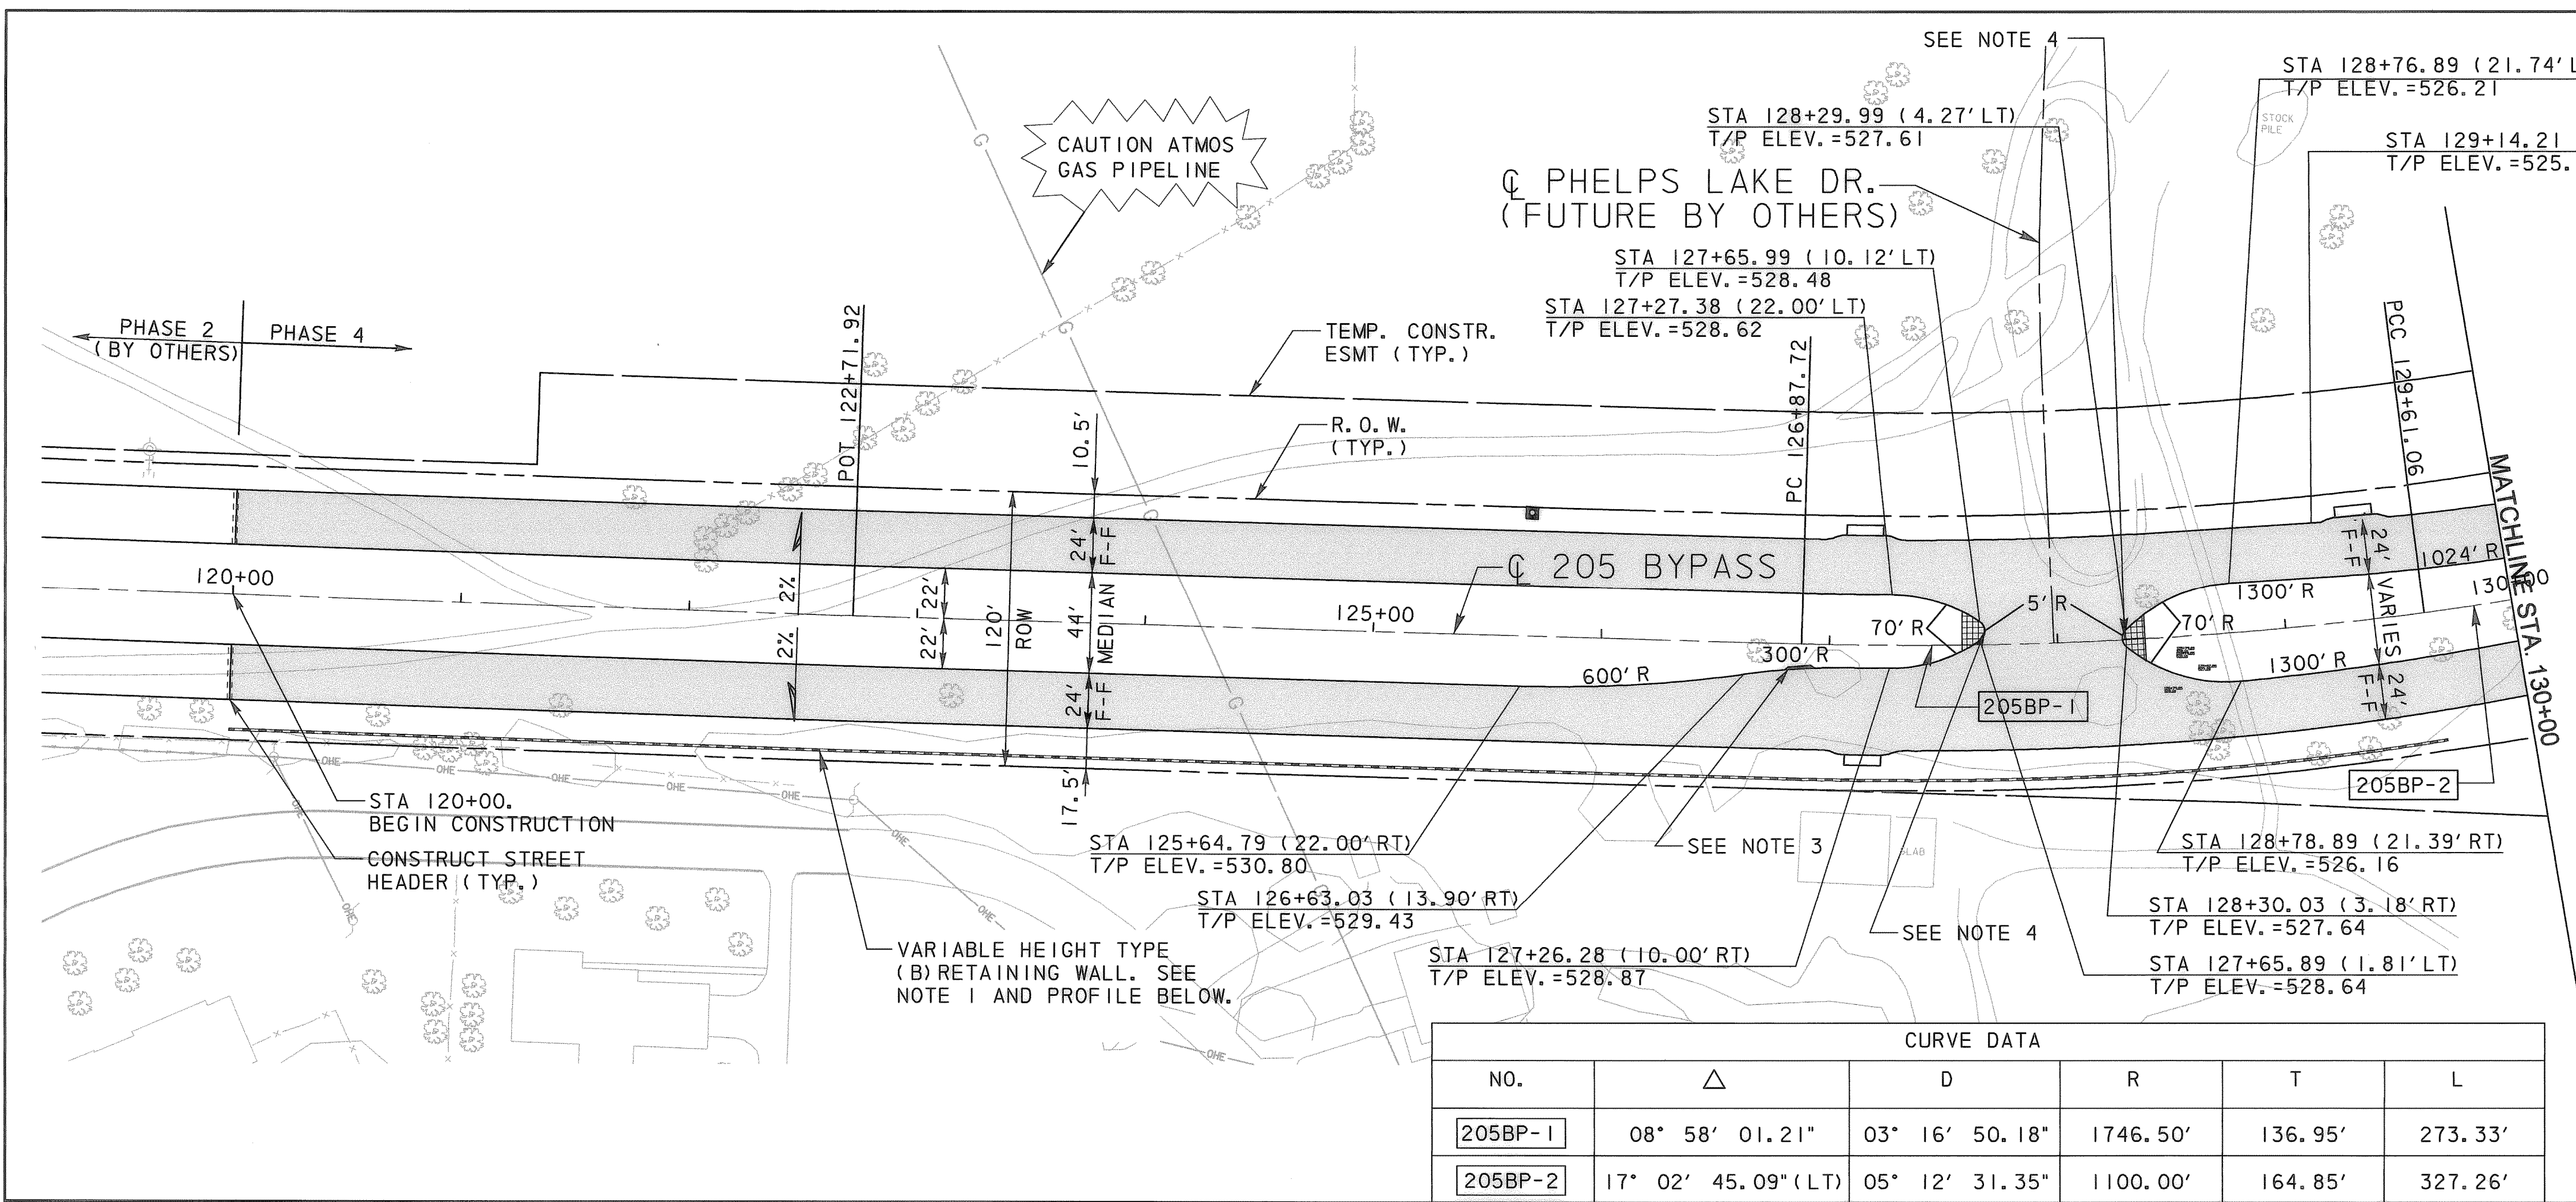 SEE NOTE 4
STA 128+76.89 (21.74' L
T/P ELEV.=526.21
STA 128+29.99 (4.27' LT)
T/P ELEV.=527.61
STOCK
PILE
STA 129+14.21
T/P ELEV.=525.
CAUTION ATMOS
GAS PIPELINE
℄ PHELPS LAKE DR.
(FUTURE BY OTHERS)
STA 127+65.99 (10.12' LT)
T/P ELEV.=528.48
STA 127+27.38 (22.00' LT)
T/P ELEV.=528.62
PHASE 2
(BY OTHERS)
PHASE 4
POT 122+71.92
TEMP. CONSTR.
ESMT (TYP.)
R.O.W.
(TYP.)
10.5'
PC 126+87.72
PCC 129+61.06
MATCHLINE STA. 130+00
G
G
G
G
G
24'
F-F
44'
MEDIAN
24'
F-F
17.5'
120'
ROW
22'
22'
2%
2%
120+00
℄ 205 BYPASS
125+00
130+00
600' R
300' R
70' R
5' R
70' R
1300' R
1300' R
1024' R
24'
F-F
VARIES
24'
F-F
205BP-1
205BP-2
OHE
OHE
OHE
OHE
OHE
OHE
OHE
OHE
OHE
STA 120+00.
BEGIN CONSTRUCTION
CONSTRUCT STREET
HEADER (TYP.)
VARIABLE HEIGHT TYPE
(B) RETAINING WALL. SEE
NOTE 1 AND PROFILE BELOW.
STA 125+64.79 (22.00' RT)
T/P ELEV.=530.80
STA 126+63.03 (13.90' RT)
T/P ELEV.=529.43
STA 127+26.28 (10.00' RT)
T/P ELEV.=528.87
SEE NOTE 3
SLAB
SEE NOTE 4
STA 128+78.89 (21.39' RT)
T/P ELEV.=526.16
STA 128+30.03 (3.18' RT)
T/P ELEV.=527.64
STA 127+65.89 (1.81' LT)
T/P ELEV.=528.64
CURVE DATA
NO. △ D R T L
205BP-1 08° 58' 01.21" 03° 16' 50.18" 1746.50' 136.95' 273.33'
205BP-2 17° 02' 45.09" (LT) 05° 12' 31.35" 1100.00' 164.85' 327.26'